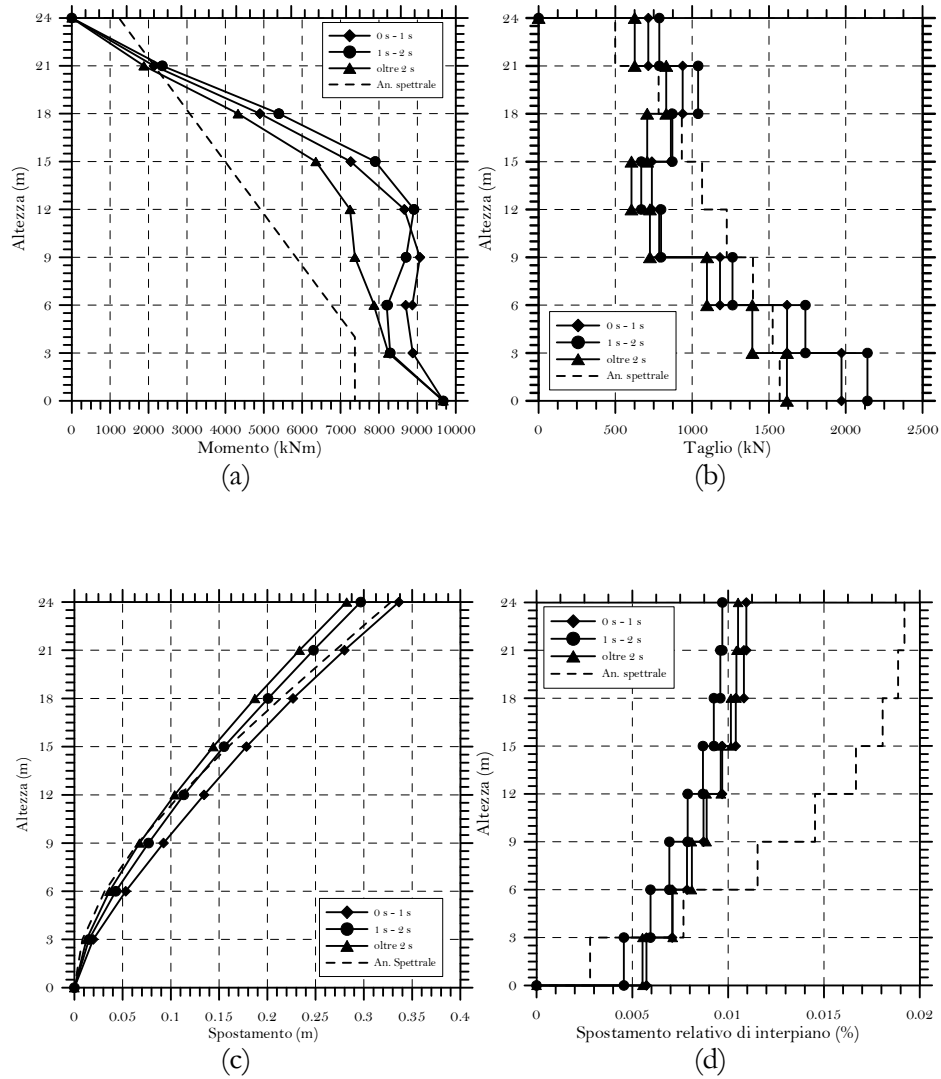 24
21
18
15
12
9
6
3
0
Altezza (m)
0 s - 1 s
1 s - 2 s
oltre 2 s
An. spettrale
0 1000 2000 3000 4000 5000 6000 7000 8000 9000 10000
Momento (kNm)
(a)
24
21
18
15
12
9
6
3
0
Altezza (m)
0 s - 1 s
1 s - 2 s
oltre 2 s
An. spettrale
0 500 1000 1500 2000 2500
Taglio (kN)
(b)
24
21
18
15
12
9
6
3
0
Altezza (m)
0 s - 1 s
1 s - 2 s
oltre 2 s
An. Spettrale
0 0.05 0.1 0.15 0.2 0.25 0.3 0.35 0.4
Spostamento (m)
(c)
24
21
18
15
12
9
6
3
0
Altezza (m)
0 s - 1 s
1 s - 2 s
oltre 2 s
An. spettrale
0 0.005 0.01 0.015 0.02
Spostamento relativo di interpiano (%)
(d)